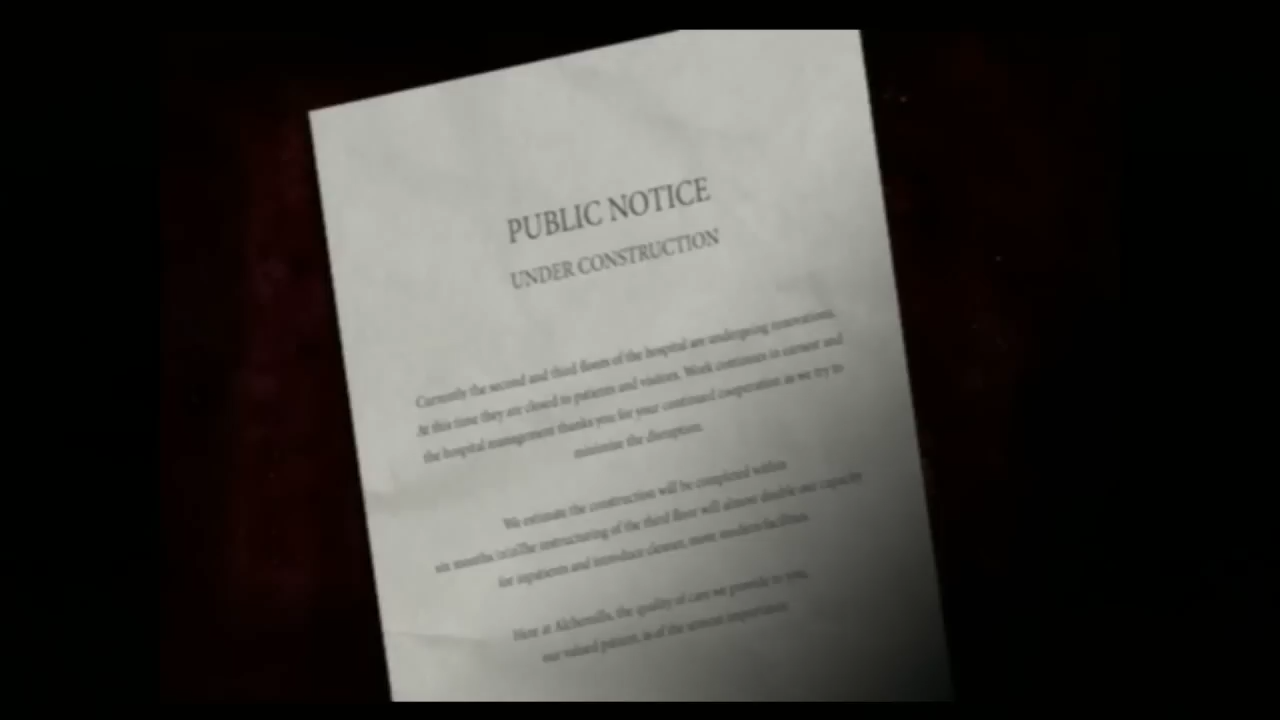 PUBLIC NOTICE
UNDER CONSTRUCTION
Currently the second and third floors of the hospital are undergoing renovations.
At this time they are closed to patients and visitors. Work continues in earnest and
the hospital management thanks you for your continued cooperation as we try to
minimize the disruption.
We estimate the construction will be completed within
six months \n\nThe restructuring of the third floor will almost double our capacity
for inpatients and introduce cleaner, more modern facilities.
Here at Alchemilla, the quality of care we provide to you,
our valued patient, is of the utmost importance.